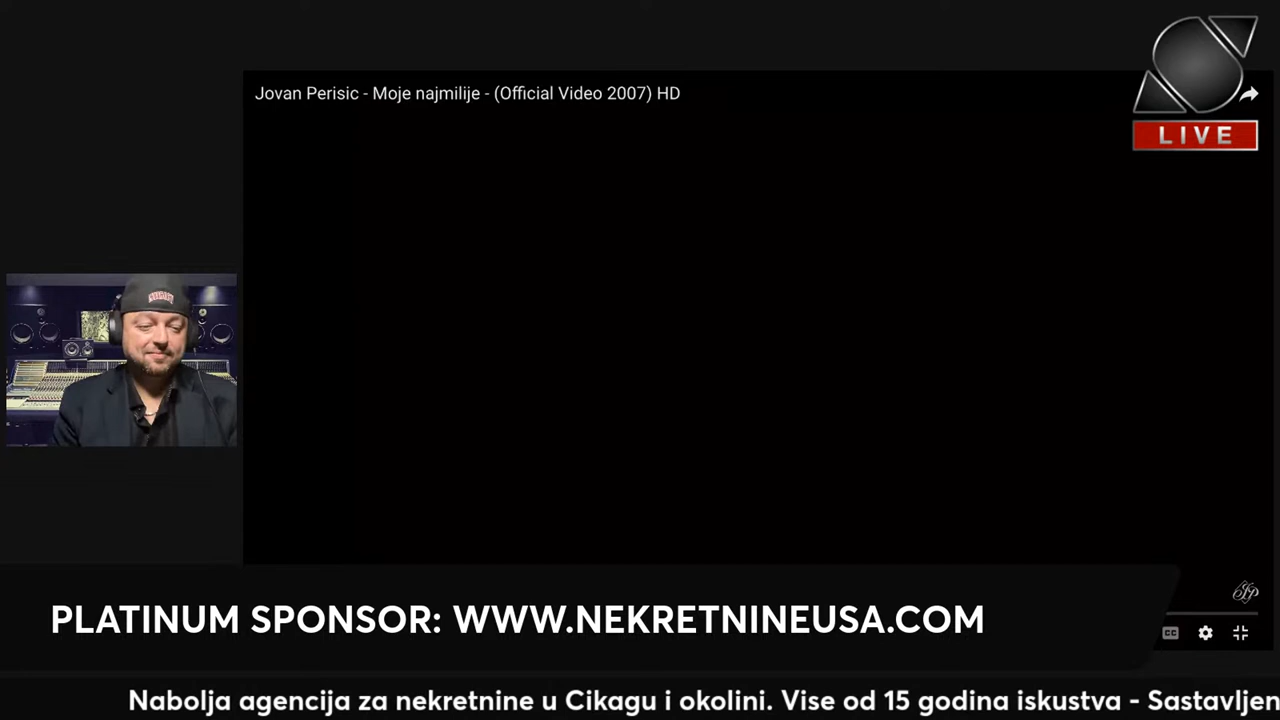 Jovan Perisic - Moje najmilije - (Official Video 2007) HD
LIVE
PLATINUM SPONSOR: WWW.NEKRETNINEUSA.COM
CC
Nabolja agencija za nekretnine u Cikagu i okolini. Vise od 15 godina iskustva - Sastavljen